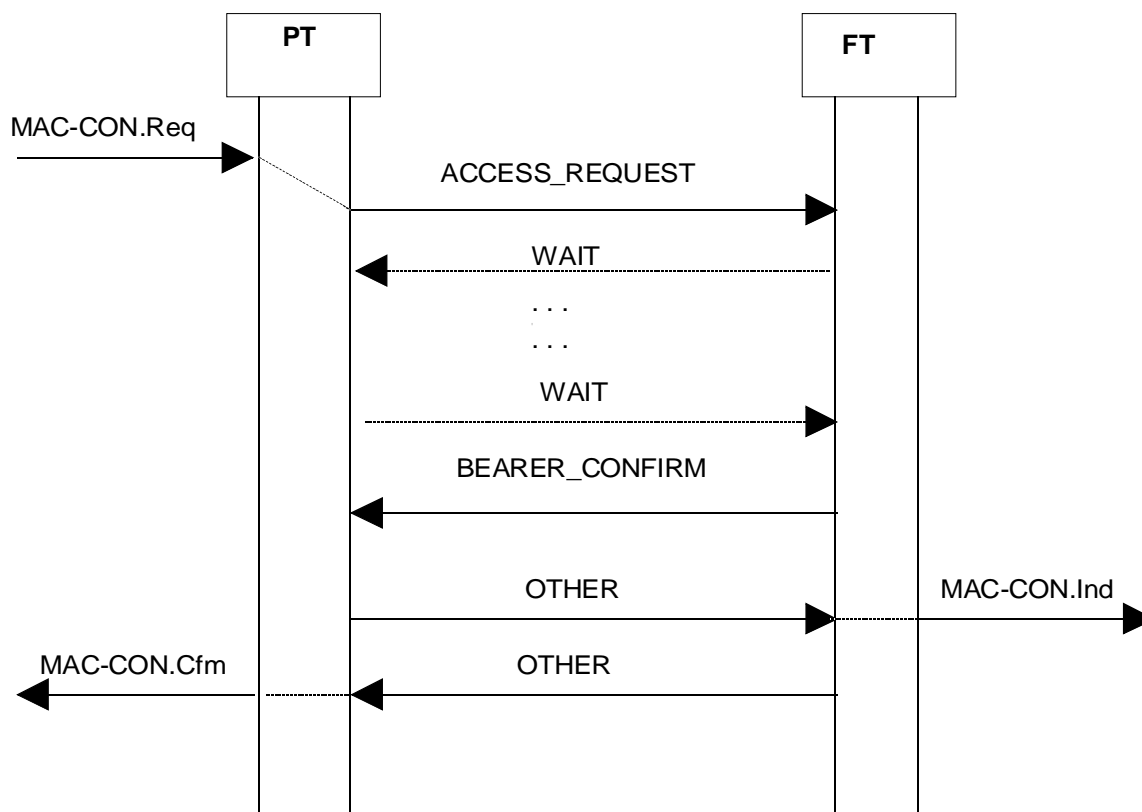 PT
FT
MAC-CON.Req
ACCESS_REQUEST
WAIT
. . .
. . .
WAIT
BEARER_CONFIRM
OTHER
MAC-CON.Ind
MAC-CON.Cfm
OTHER